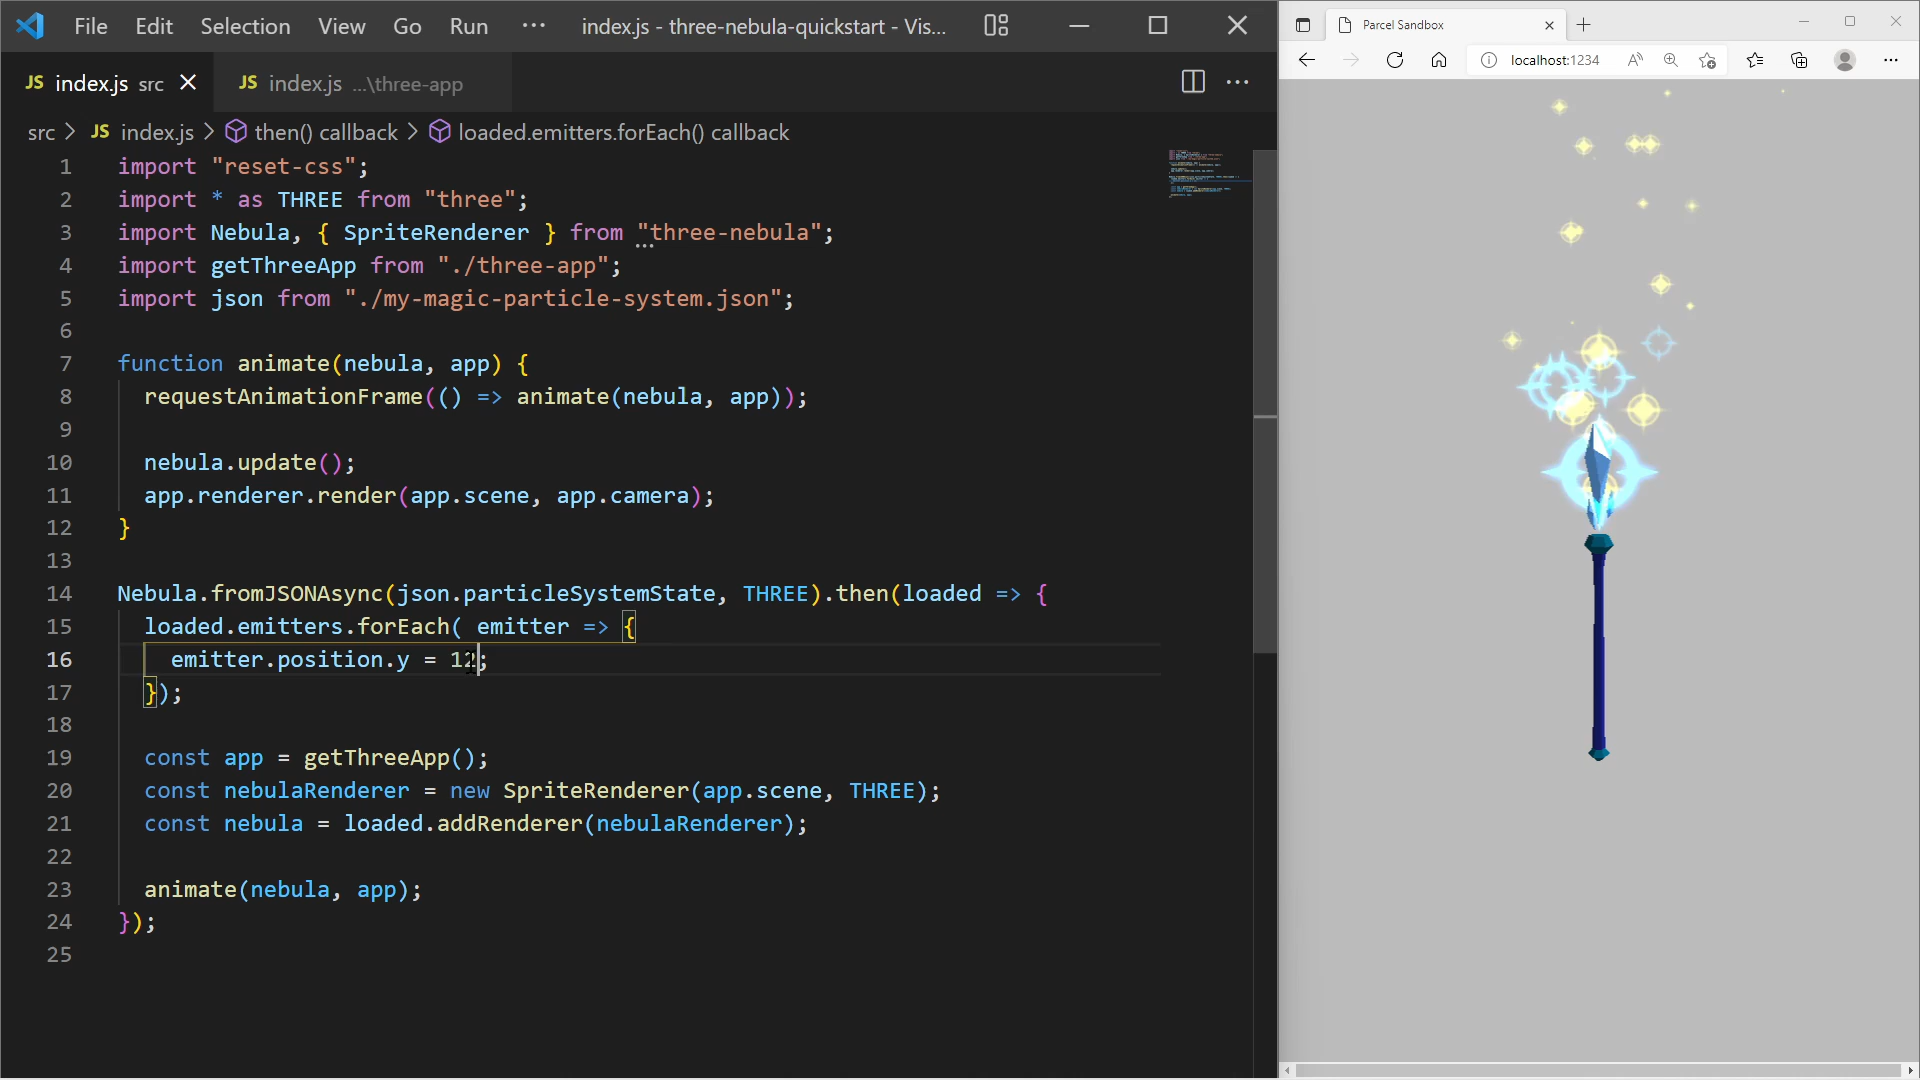 File Edit Selection View Go Run ··· index.js - three-nebula-quickstart - Vis...
JS index.js src JS index.js ...\three-app
src > JS index.js > then() callback > loaded.emitters.forEach() callback
1 import "reset-css";
2 import * as THREE from "three";
3 import Nebula, { SpriteRenderer } from "three-nebula";
4 import getThreeApp from "./three-app";
5 import json from "./my-magic-particle-system.json";
6
7 function animate(nebula, app) {
8 requestAnimationFrame(() => animate(nebula, app));
9
10 nebula.update();
11 app.renderer.render(app.scene, app.camera);
12 }
13
14 Nebula.fromJSONAsync(json.particleSystemState, THREE).then(loaded => {
15 loaded.emitters.forEach( emitter => {
16 emitter.position.y = 12;
17 });
18
19 const app = getThreeApp();
20 const nebulaRenderer = new SpriteRenderer(app.scene, THREE);
21 const nebula = loaded.addRenderer(nebulaRenderer);
22
23 animate(nebula, app);
24 });
25
Parcel Sandbox
localhost:1234